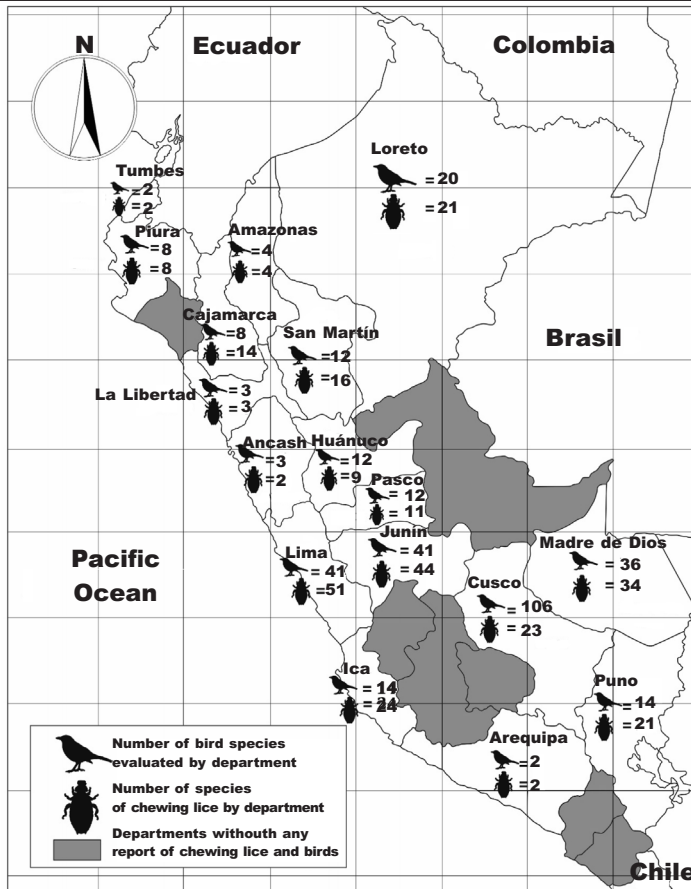 N
Ecuador
Colombia
Loreto
=20
=21
Tumbes
=2
=2
Piura
=8
=8
Amazonas
=4
=4
Cajamarca
=8
=14
San Martín
=12
=16
Brasil
La Libertad
= 3
= 3
Ancash
=3
=2
Huánuco
=12
=9
Pasco
= 12
= 11
Junín
= 41
= 44
Lima
= 41
=51
Madre de Dios
= 36
= 34
Cusco
= 106
= 23
Pacific
Ocean
Ica
= 14
= 24
Puno
= 14
= 21
Arequipa
=2
=2
Number of bird species
evaluated by department
Number of species
of chewing lice by department
Departments withouth any
report of chewing lice and birds
Chile